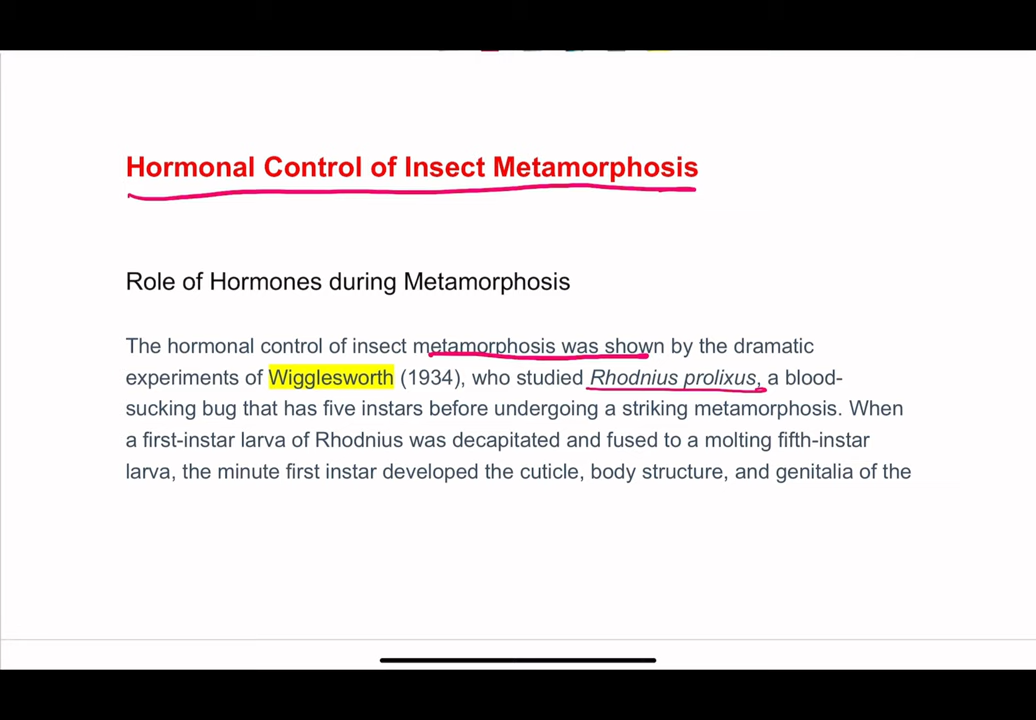 Hormonal Control of Insect Metamorphosis
Role of Hormones during Metamorphosis
The hormonal control of insect metamorphosis was shown by the dramatic
experiments of Wigglesworth (1934), who studied Rhodnius prolixus, a blood-
sucking bug that has five instars before undergoing a striking metamorphosis. When
a first-instar larva of Rhodnius was decapitated and fused to a molting fifth-instar
larva, the minute first instar developed the cuticle, body structure, and genitalia of the